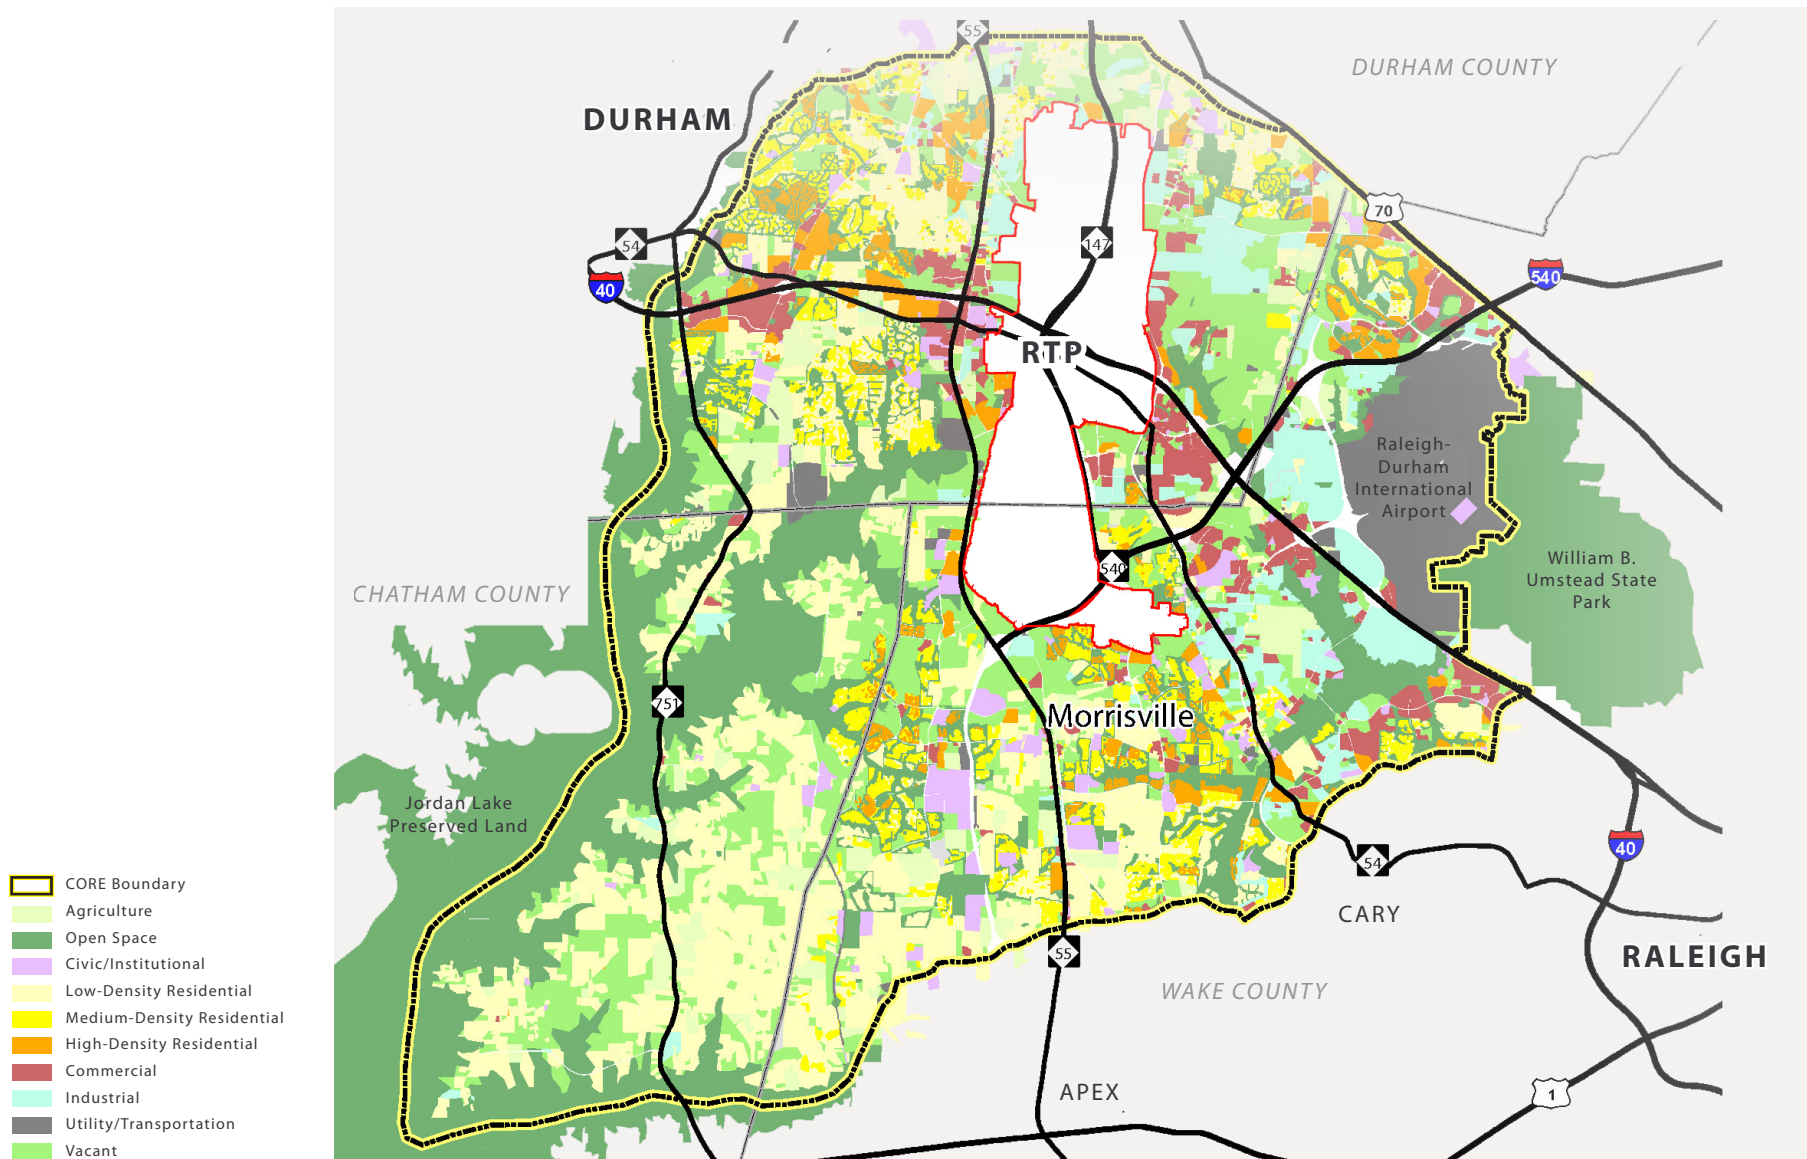 55
DURHAM COUNTY
DURHAM
70
54
147
540
40
RTP
Raleigh-
Durham
International
Airport
William B.
Umstead State
Park
540
CHATHAM COUNTY
751
Morrisville
Jordan Lake
Preserved Land
40
54
CARY
55
RALEIGH
WAKE COUNTY
APEX
1
CORE Boundary
Agriculture
Open Space
Civic/Institutional
Low-Density Residential
Medium-Density Residential
High-Density Residential
Commercial
Industrial
Utility/Transportation
Vacant